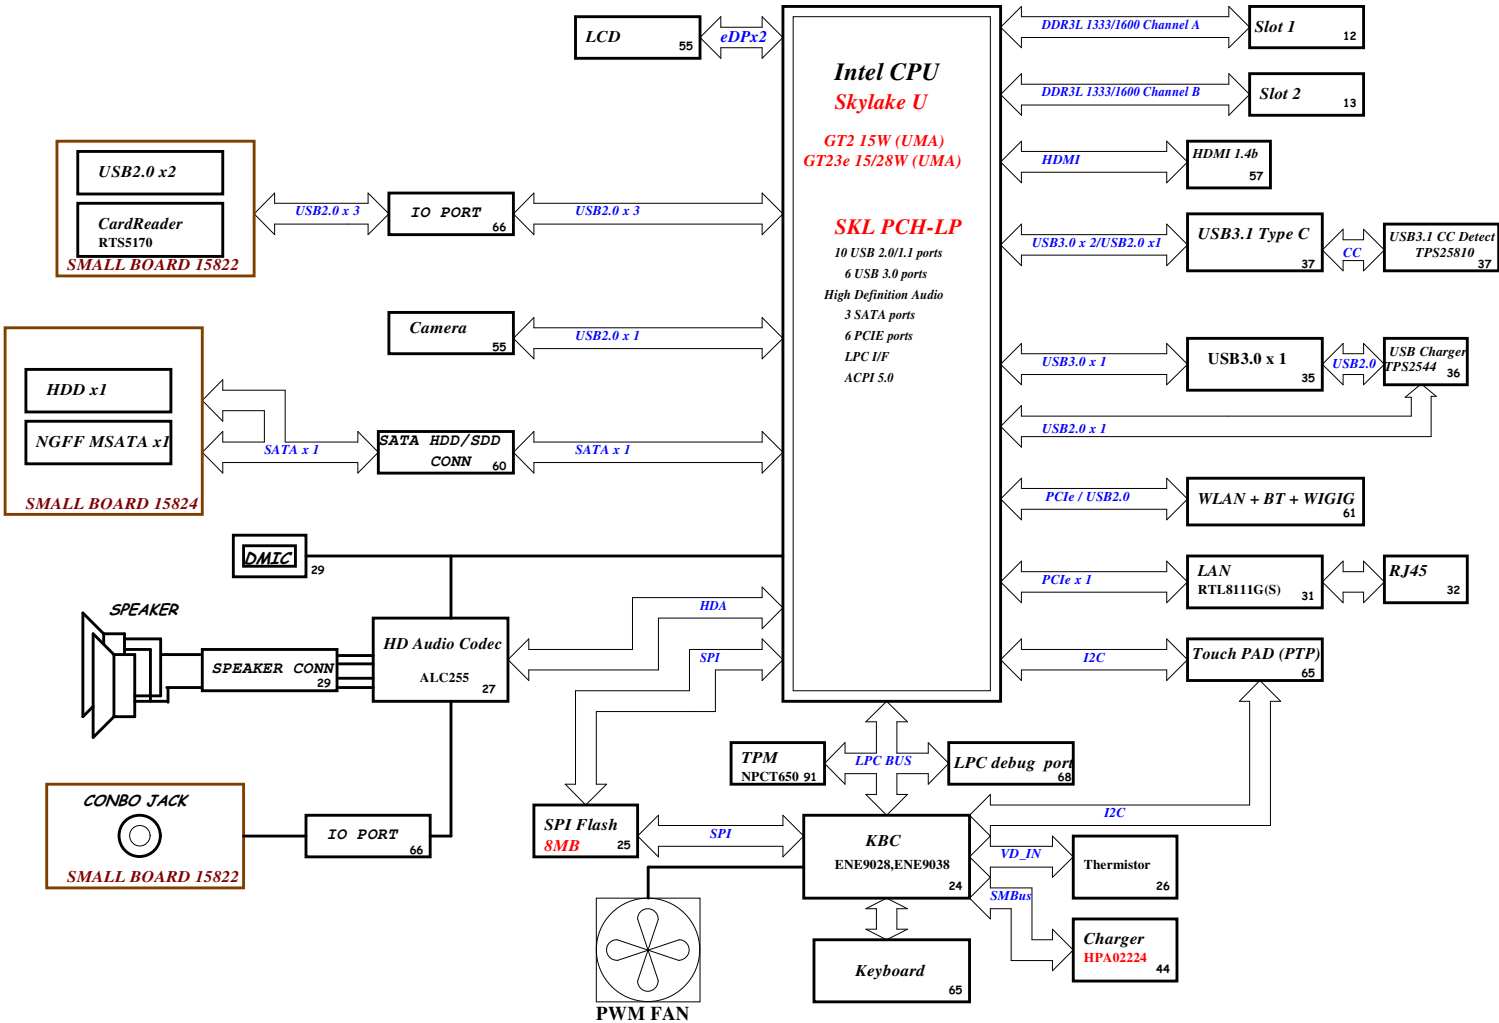 LCD
55
eDPx2
Intel CPU
Skylake U
GT2 15W (UMA)
GT23e 15/28W (UMA)
SKL PCH-LP
10 USB 2.0/1.1 ports
6 USB 3.0 ports
High Definition Audio
3 SATA ports
6 PCIE ports
LPC I/F
ACPI 5.0
DDR3L 1333/1600 Channel A
Slot 1
12
DDR3L 1333/1600 Channel B
Slot 2
13
HDMI
HDMI 1.4b
57
USB3.0 x 2/USB2.0 x1
USB3.1 Type C
37
CC
USB3.1 CC Detect
TPS25810
37
USB3.0 x 1
USB3.0 x 1
35
USB2.0
USB Charger
TPS2544
36
USB2.0 x 1
PCIe / USB2.0
WLAN + BT + WIGIG
61
PCIe x 1
LAN
RTL8111G(S)
31
RJ45
32
I2C
Touch PAD (PTP)
65
USB2.0 x2
CardReader
RTS5170
SMALL BOARD 15822
USB2.0 x 3
IO PORT
66
USB2.0 x 3
Camera
55
USB2.0 x 1
HDD x1
NGFF MSATA x1
SMALL BOARD 15824
SATA x 1
SATA HDD/SDD
CONN
60
SATA x 1
DMIC
29
SPEAKER
SPEAKER CONN
29
HD Audio Codec
ALC255
27
HDA
SPI
CONBO JACK
SMALL BOARD 15822
IO PORT
66
TPM
NPCT650 91
LPC BUS
LPC debug port
68
SPI Flash
8MB
25
SPI
KBC
ENE9028,ENE9038
24
I2C
VD_IN
Thermistor
26
SMBus
Charger
HPA02224
44
Keyboard
65
PWM FAN